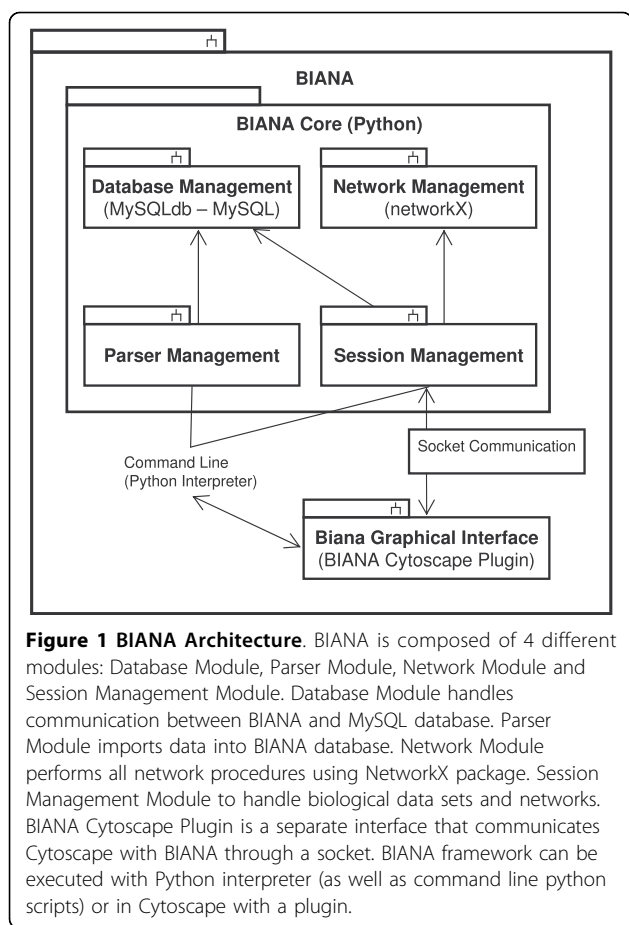 BIANA
BIANA Core (Python)
Database Management
(MySQLdb – MySQL)
Network Management
(networkX)
Parser Management
Session Management
Command Line
(Python Interpreter)
Socket Communication
Biana Graphical Interface
(BIANA Cytoscape Plugin)
Figure 1 BIANA Architecture. BIANA is composed of 4 different
modules: Database Module, Parser Module, Network Module and
Session Management Module. Database Module handles
communication between BIANA and MySQL database. Parser
Module imports data into BIANA database. Network Module
performs all network procedures using NetworkX package. Session
Management Module to handle biological data sets and networks.
BIANA Cytoscape Plugin is a separate interface that communicates
Cytoscape with BIANA through a socket. BIANA framework can be
executed with Python interpreter (as well as command line python
scripts) or in Cytoscape with a plugin.